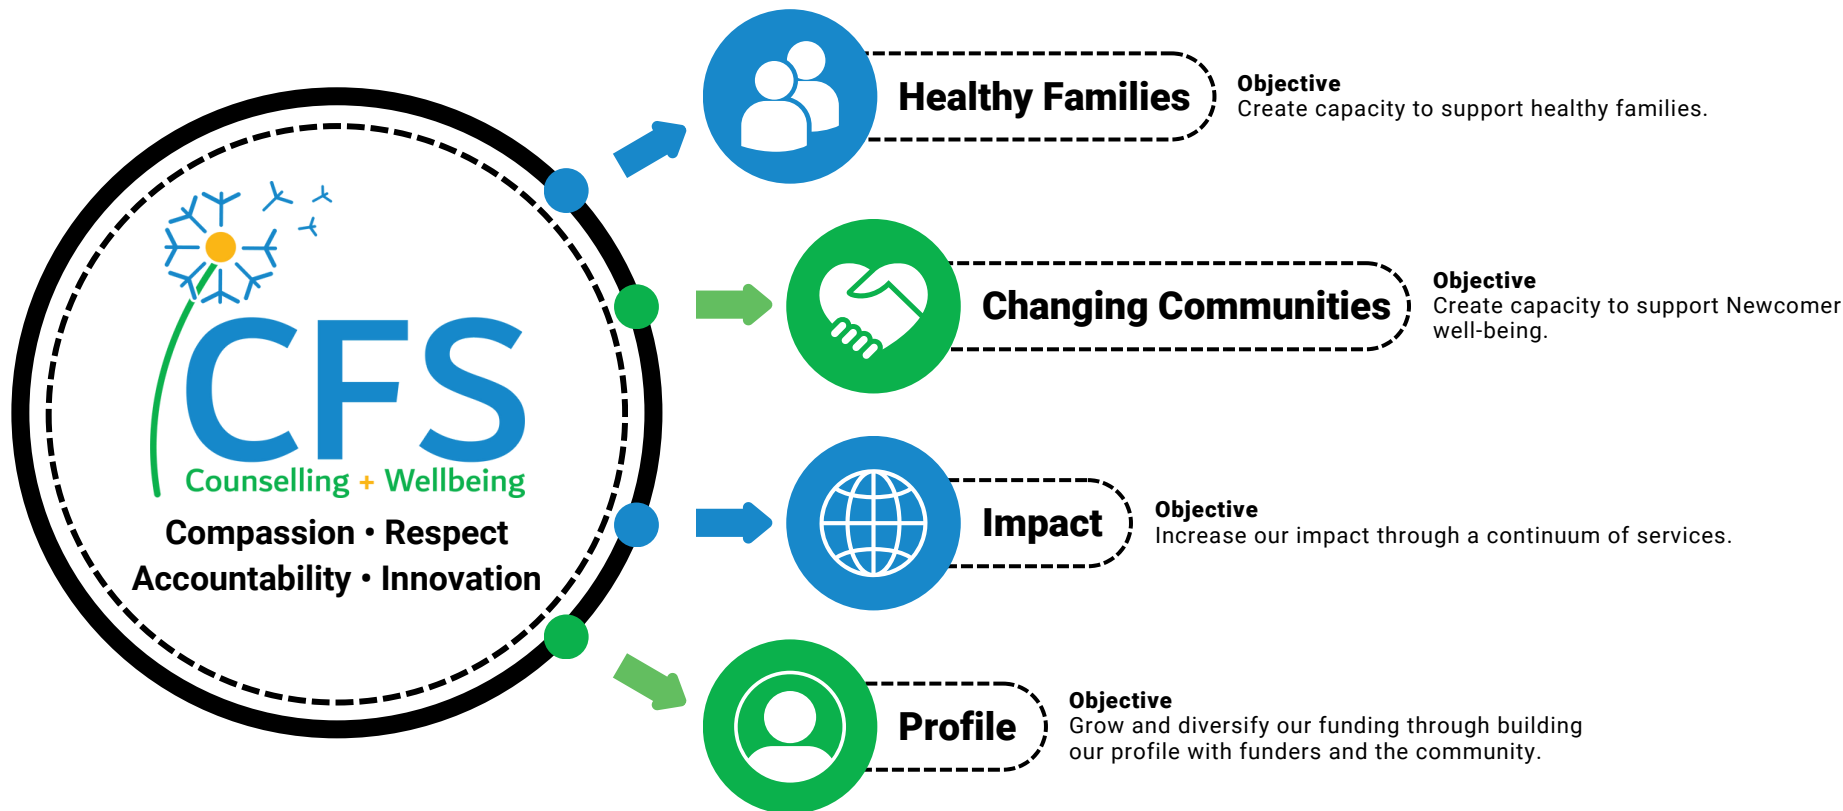 CFS
Counselling + Wellbeing
Compassion • Respect
Accountability • Innovation
Healthy Families
Objective
Create capacity to support healthy families.
Changing Communities
Objective
Create capacity to support Newcomer
well-being.
Impact
Objective
Increase our impact through a continuum of services.
Profile
Objective
Grow and diversify our funding through building
our profile with funders and the community.